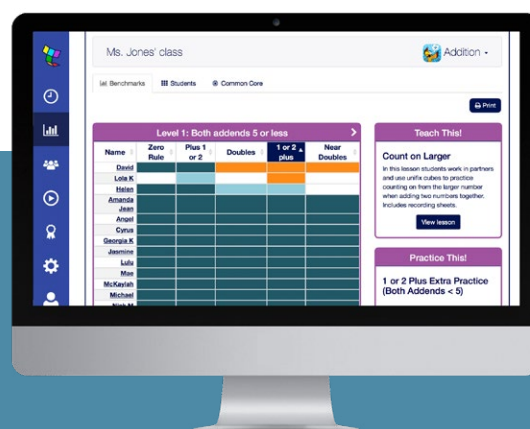 Ms. Jones' class
Addition
Benchmarks
Students
Common Core
Print
Level 1: Both addends 5 or less
Name
Zero Rule
Plus 1 or 2
Doubles
1 or 2 plus
Near Doubles
David
Lola K
Helen
Amanda
Jean
Angel
Cyrus
Georgia K
Jasmine
Lulu
Mae
McKaylah
Michael
Teach This!
Count on Larger
In this lesson students work in partners
and use unifix cubes to practice
counting on from the larger number
when adding two numbers together.
Includes recording sheets.
View lesson
Practice This!
1 or 2 Plus Extra Practice
(Both Addends < 5)